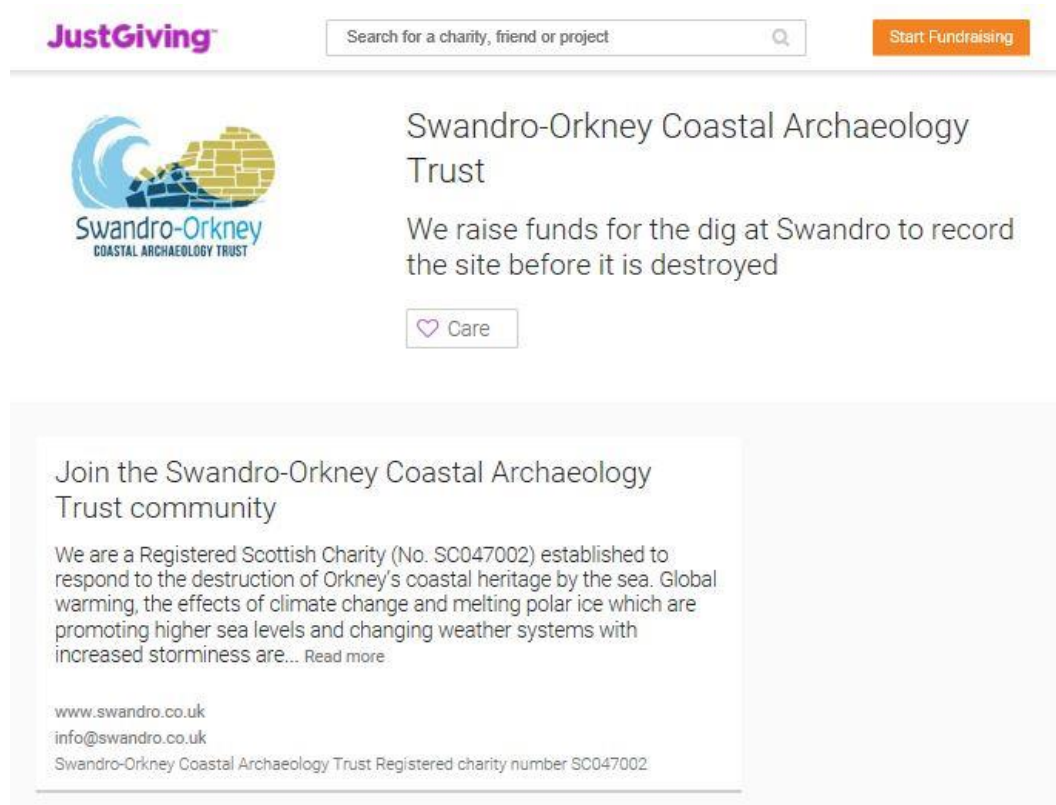 JustGiving™
Search for a charity, friend or project
Start Fundraising
Swandro-Orkney
COASTAL ARCHAEOLOGY TRUST
Swandro-Orkney Coastal Archaeology
Trust
We raise funds for the dig at Swandro to record
the site before it is destroyed
Care
Join the Swandro-Orkney Coastal Archaeology
Trust community
We are a Registered Scottish Charity (No. SC047002) established to
respond to the destruction of Orkney's coastal heritage by the sea. Global
warming, the effects of climate change and melting polar ice which are
promoting higher sea levels and changing weather systems with
increased storminess are... Read more
www.swandro.co.uk
info@swandro.co.uk
Swandro-Orkney Coastal Archaeology Trust Registered charity number SC047002